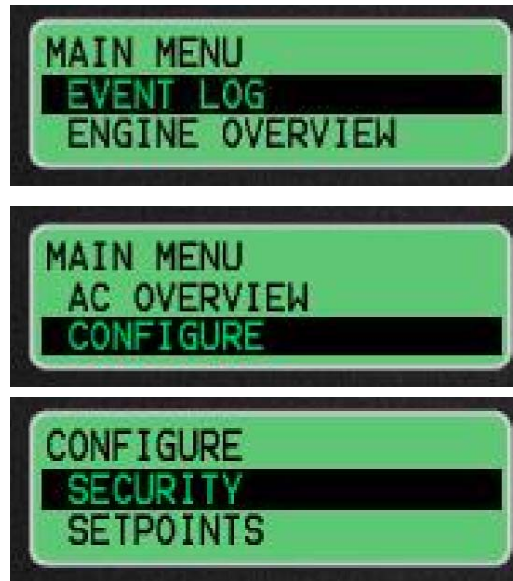 MAIN MENU
EVENT LOG
ENGINE OVERVIEW
MAIN MENU
AC OVERVIEW
CONFIGURE
CONFIGURE
SECURITY
SETPOINTS